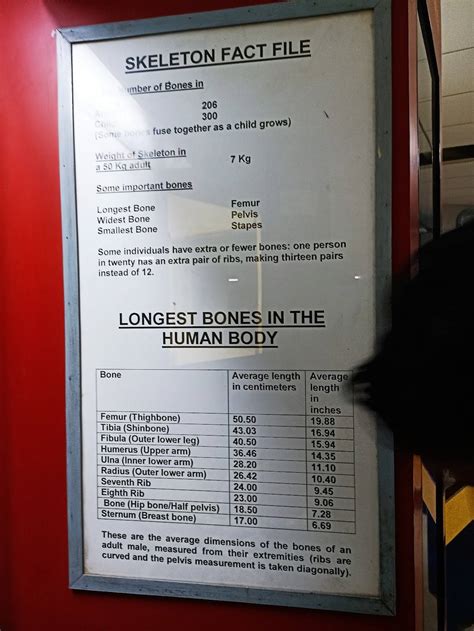 SKELETON FACT FILE
Number of Bones in
206
300
(Some bones fuse together as a child grows)
Weight of Skeleton in
a 50 Kg adult 7 Kg
Some important bones
Longest Bone Femur
Widest Bone Pelvis
Smallest Bone Stapes
Some individuals have extra or fewer bones: one person
in twenty has an extra pair of ribs, making thirteen pairs
instead of 12.
LONGEST BONES IN THE
HUMAN BODY
Bone Average length in centimeters Average length in inches
Femur (Thighbone) 50.50 19.88
Tibia (Shinbone) 43.03 16.94
Fibula (Outer lower leg) 40.50 15.94
Humerus (Upper arm) 36.46 14.35
Ulna (Inner lower arm) 28.20 11.10
Radius (Outer lower arm) 26.42 10.40
Seventh Rib 24.00 9.45
Eighth Rib 23.00 9.06
Bone (Hip bone/Half pelvis) 18.50 7.28
Sternum (Breast bone) 17.00 6.69
These are the average dimensions of the bones of an
adult male, measured from their extremities (ribs are
curved and the pelvis measurement is taken diagonally).